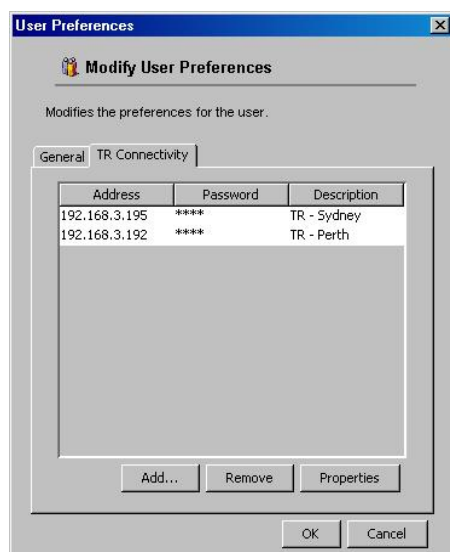 User Preferences
Modify User Preferences
Modifies the preferences for the user.
General TR Connectivity
Address Password Description
192.168.3.195 **** TR - Sydney
192.168.3.192 **** TR - Perth
Add... Remove Properties
OK Cancel